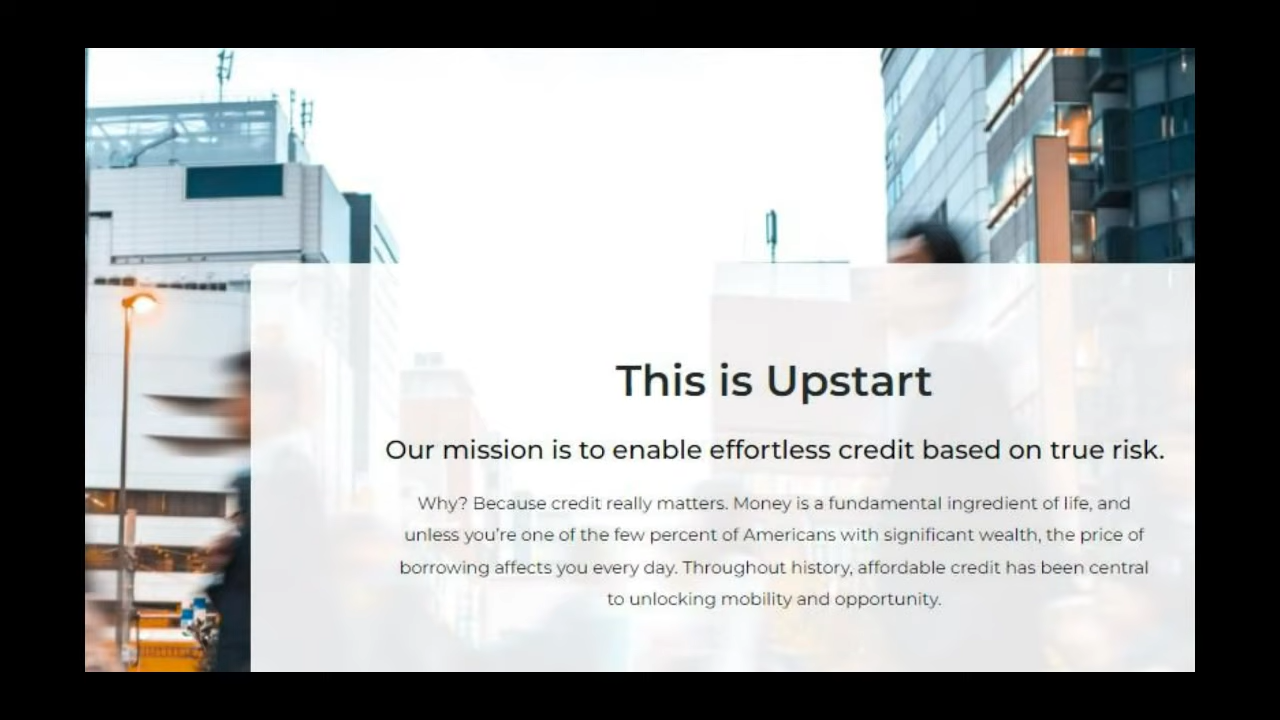 This is Upstart
Our mission is to enable effortless credit based on true risk.
Why? Because credit really matters. Money is a fundamental ingredient of life, and
unless you're one of the few percent of Americans with significant wealth, the price of
borrowing affects you every day. Throughout history, affordable credit has been central
to unlocking mobility and opportunity.